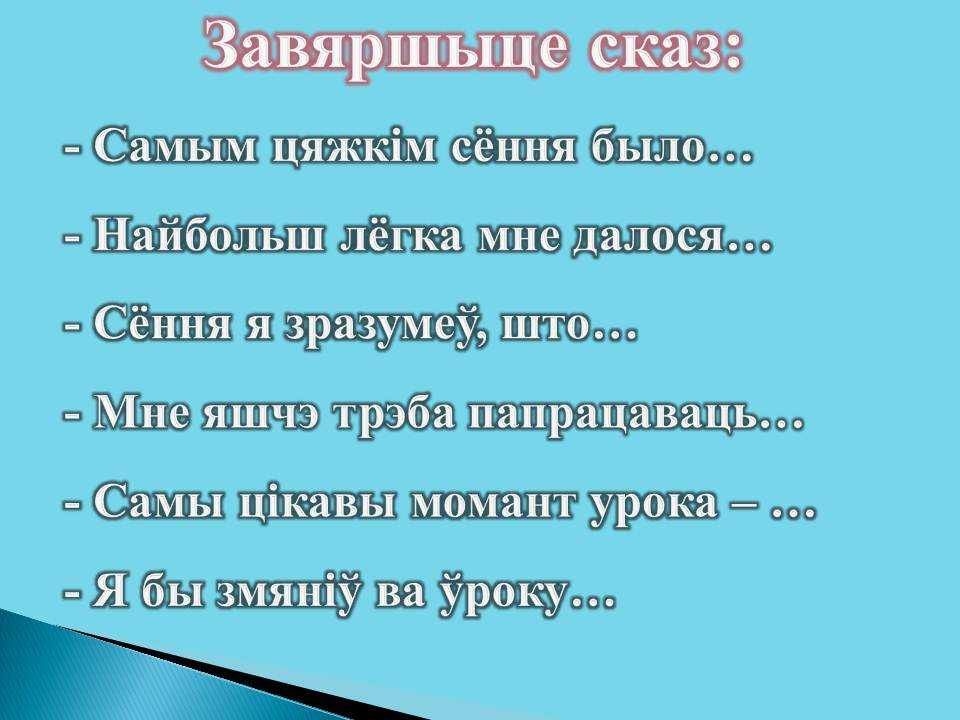 Завяршыце сказ:
- Самым цяжкім сёння было…
- Найбольш лёгка мне далося…
- Сёння я зразумеў, што…
- Мне яшчэ трэба папрацаваць…
- Самы цікавы момант урока – …
- Я бы змяніў ва ўроку…